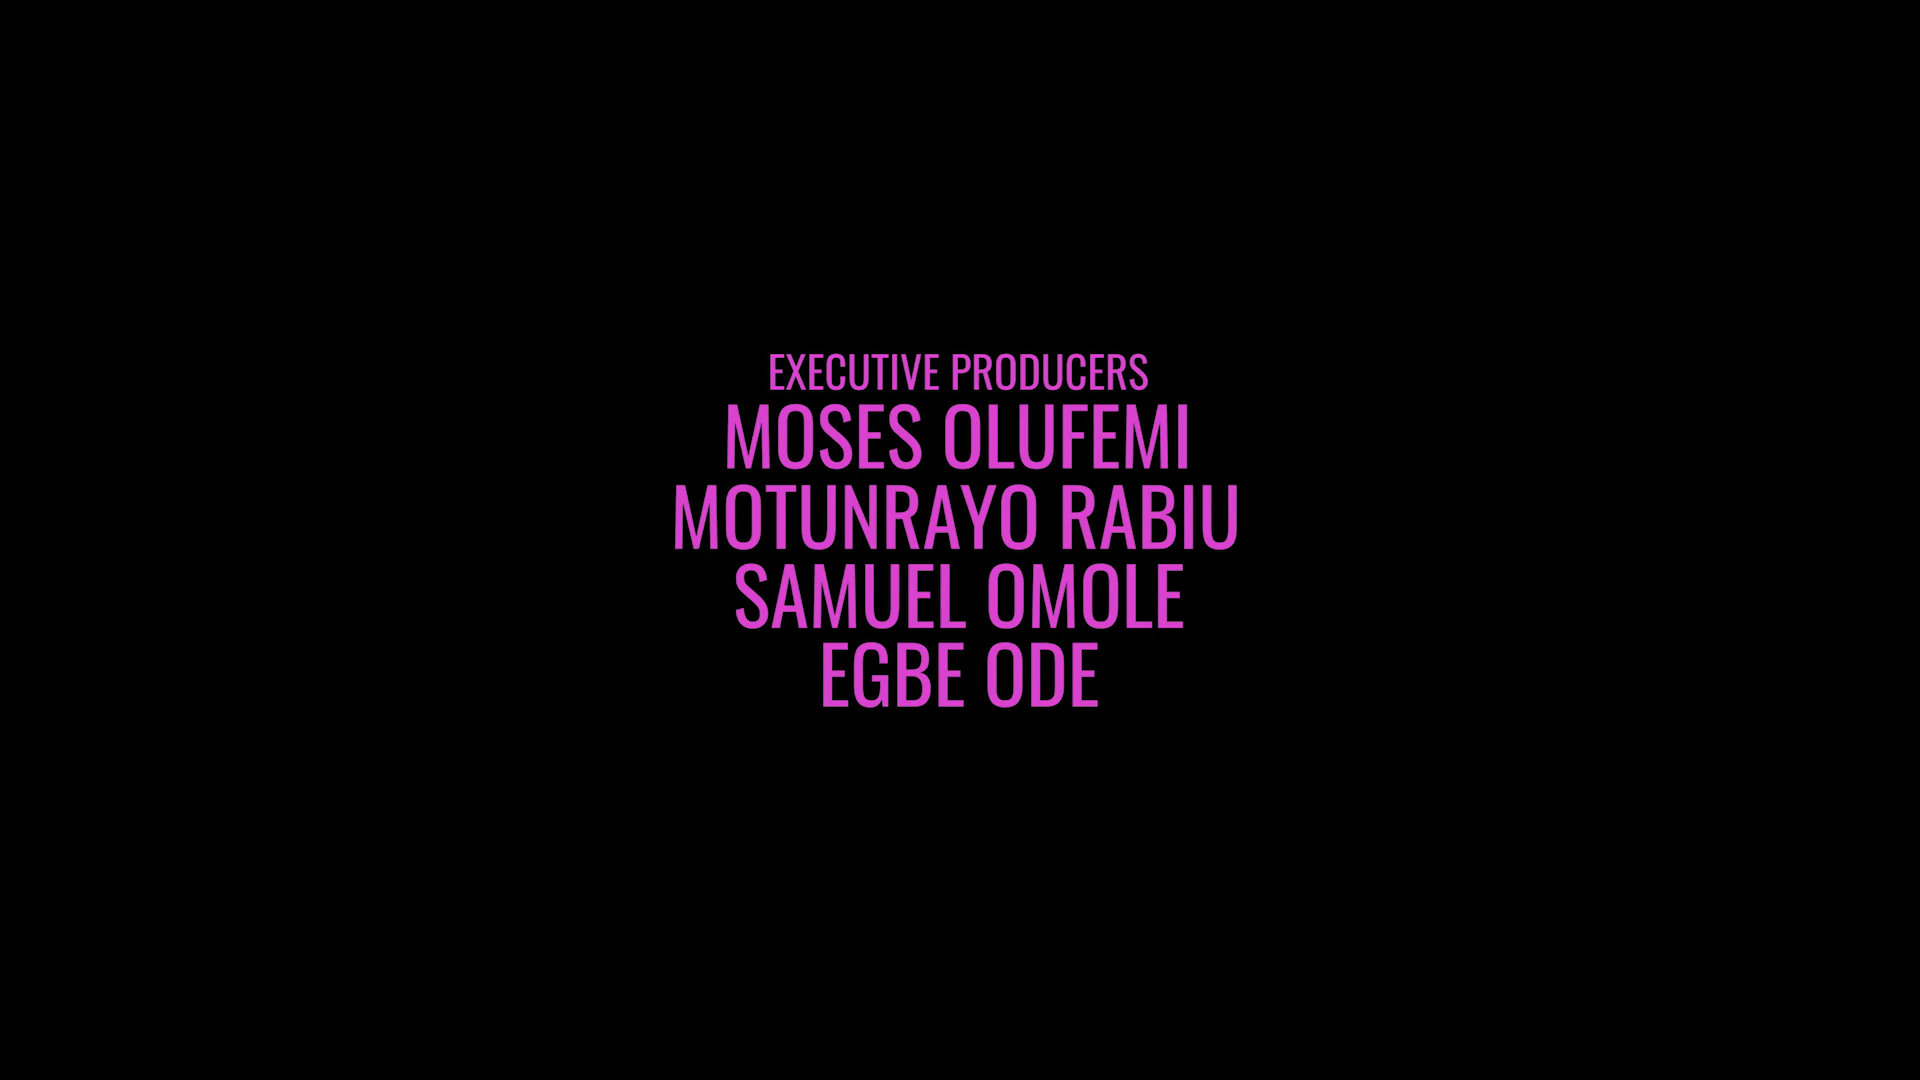 EXECUTIVE PRODUCERS
MOSES OLUFEMI
MOTUNRAYO RABIU
SAMUEL OMOLE
EGBE ODE